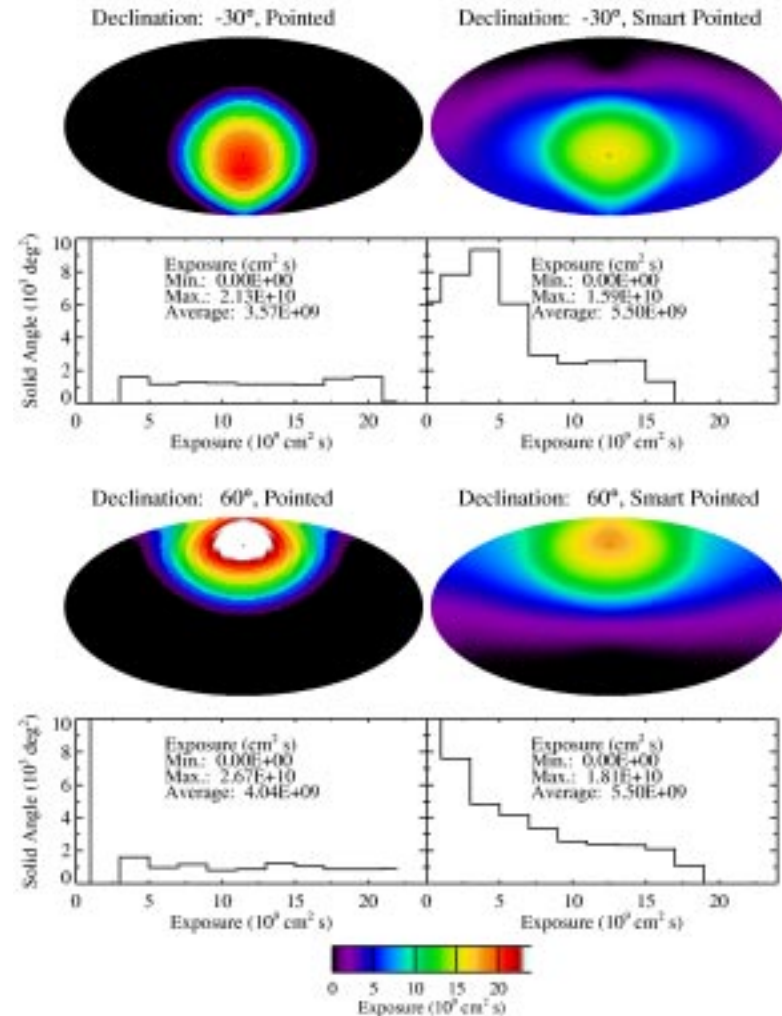 Declination: -30°, Pointed
Declination: -30°, Smart Pointed
Solid Angle (10³ deg²)
10
8
6
4
2
0
Exposure (cm² s)
Min.: 0.00E+00
Max.: 2.13E+10
Average: 3.57E+09
Exposure (cm² s)
Min.: 0.00E+00
Max.: 1.59E+10
Average: 5.50E+09
0 5 10 15 20
0 5 10 15 20
Exposure (10⁹ cm² s)
Exposure (10⁹ cm² s)
Declination: 60°, Pointed
Declination: 60°, Smart Pointed
Solid Angle (10³ deg²)
10
8
6
4
2
0
Exposure (cm² s)
Min.: 0.00E+00
Max.: 2.67E+10
Average: 4.04E+09
Exposure (cm² s)
Min.: 0.00E+00
Max.: 1.81E+10
Average: 5.50E+09
0 5 10 15 20
0 5 10 15 20
Exposure (10⁹ cm² s)
Exposure (10⁹ cm² s)
0 5 10 15 20
Exposure (10⁹ cm² s)